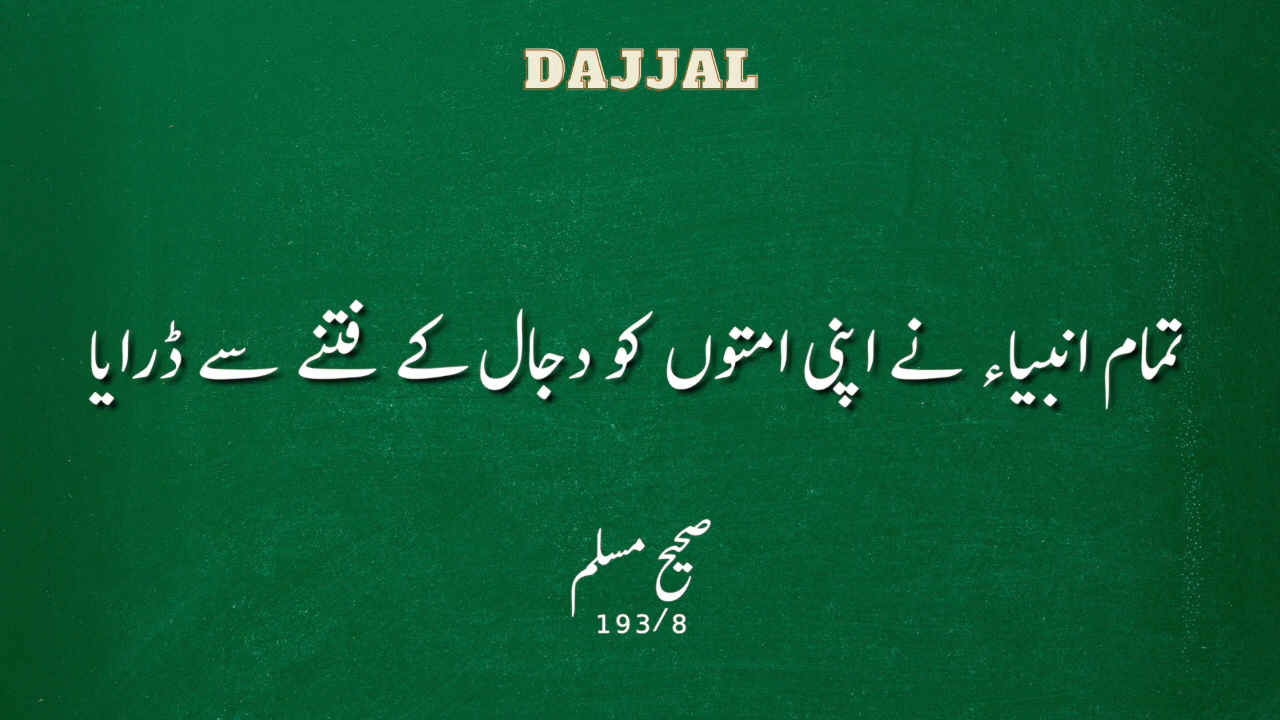 DAJJAL
تمام انبیاء نے اپنی امتوں کو دجال کے فتنے سے ڈرایا
صحیح مسلم
193/8